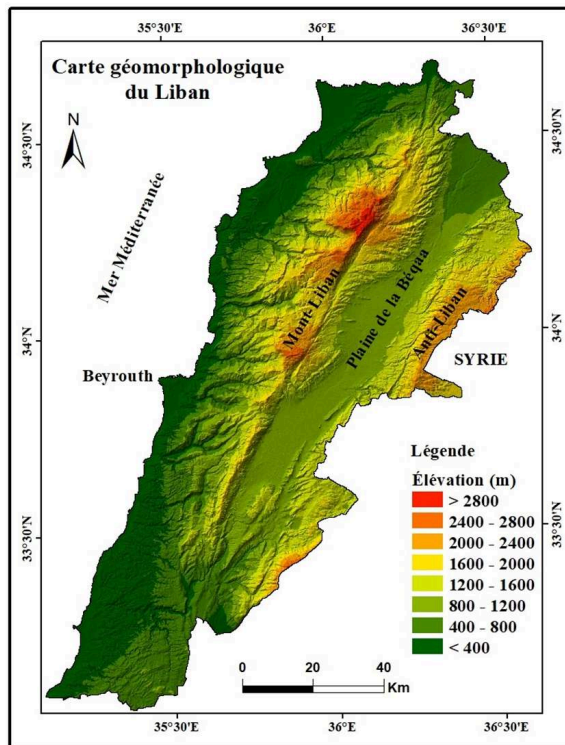 35°30'E
36°E
36°30'E
Carte géomorphologique
du Liban
N
34°30'N
34°30'N
Mer Méditerranée
Mont-Liban
Plaine de la Béqaa
Anti-Liban
34°N
34°N
SYRIE
Beyrouth
Légende
Élévation (m)
> 2800
2400 - 2800
2000 - 2400
1600 - 2000
1200 - 1600
800 - 1200
400 - 800
< 400
33°30'N
33°30'N
0 20 40
Km
35°30'E
36°E
36°30'E